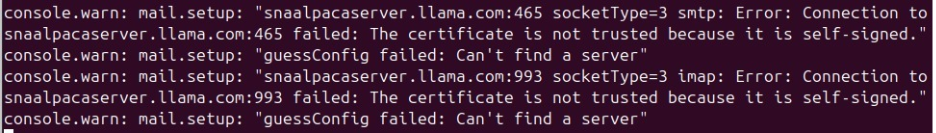 console.warn: mail.setup: "snaalpacaserver.llama.com:465 socketType=3 smtp: Error: Connection to
snaalpacaserver.llama.com:465 failed: The certificate is not trusted because it is self-signed."
console.warn: mail.setup: "guessConfig failed: Can't find a server"
console.warn: mail.setup: "snaalpacaserver.llama.com:993 socketType=3 imap: Error: Connection to
snaalpacaserver.llama.com:993 failed: The certificate is not trusted because it is self-signed."
console.warn: mail.setup: "guessConfig failed: Can't find a server"